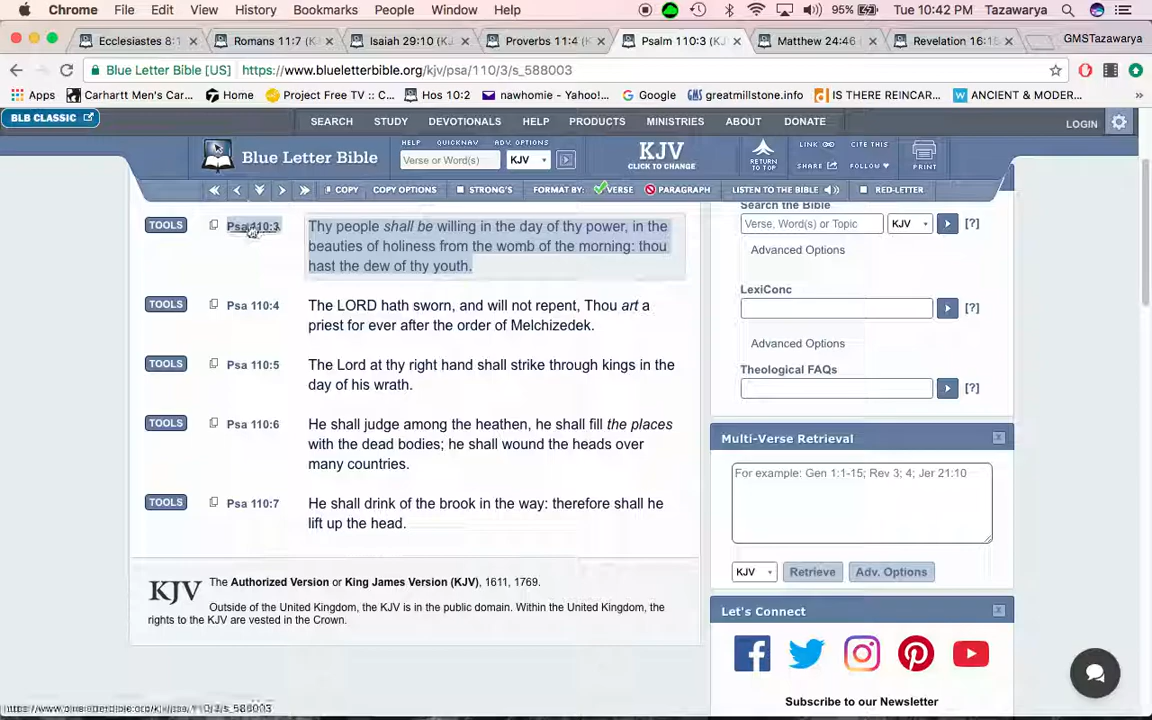 Chrome File Edit View History Bookmarks People Window Help 95% Tue 10:42 PM Tazawarya
Ecclesiastes 8:1 Romans 11:7 (K Isaiah 29:10 (KJ Proverbs 11:4 (K Psalm 110:3 (KJ Matthew 24:46 ( Revelation 16:15 GMSTazawarya
Blue Letter Bible [US] https://www.blueletterbible.org/kjv/psa/110/3/s_588003
Apps Carhartt Men's Car... Home Project Free TV :: C... Hos 10:2 nawhomie - Yahoo!... Google greatmillstone.info IS THERE REINCAR... ANCIENT & MODER...
BLB CLASSIC
SEARCH STUDY DEVOTIONALS HELP PRODUCTS MINISTRIES ABOUT DONATE LOGIN
HELP QUICKNAV ADV. OPTIONS
Blue Letter Bible Verse or Word(s) KJV
KJV
CLICK TO CHANGE
RETURN TO TOP
LINK CITE THIS
SHARE FOLLOW PRINT
COPY COPY OPTIONS STRONG'S FORMAT BY: VERSE PARAGRAPH LISTEN TO THE BIBLE RED-LETTER
TOOLS Psa 110:3 Thy people shall be willing in the day of thy power, in the
beauties of holiness from the womb of the morning: thou
hast the dew of thy youth.
TOOLS Psa 110:4 The LORD hath sworn, and will not repent, Thou art a
priest for ever after the order of Melchizedek.
TOOLS Psa 110:5 The Lord at thy right hand shall strike through kings in the
day of his wrath.
TOOLS Psa 110:6 He shall judge among the heathen, he shall fill the places
with the dead bodies; he shall wound the heads over
many countries.
TOOLS Psa 110:7 He shall drink of the brook in the way: therefore shall he
lift up the head.
KJV The Authorized Version or King James Version (KJV), 1611, 1769.
Outside of the United Kingdom, the KJV is in the public domain. Within the United Kingdom, the
rights to the KJV are vested in the Crown.
Search the Bible
Verse, Word(s) or Topic KJV [?]
Advanced Options
LexiConc
[?]
Advanced Options
Theological FAQs
[?]
Multi-Verse Retrieval
For example: Gen 1:1-15; Rev 3; 4; Jer 21:10
KJV Retrieve Adv. Options
Let's Connect
Subscribe to our Newsletter
https://www.blueletterbible.org/kjv/psa/110/3/s_588003